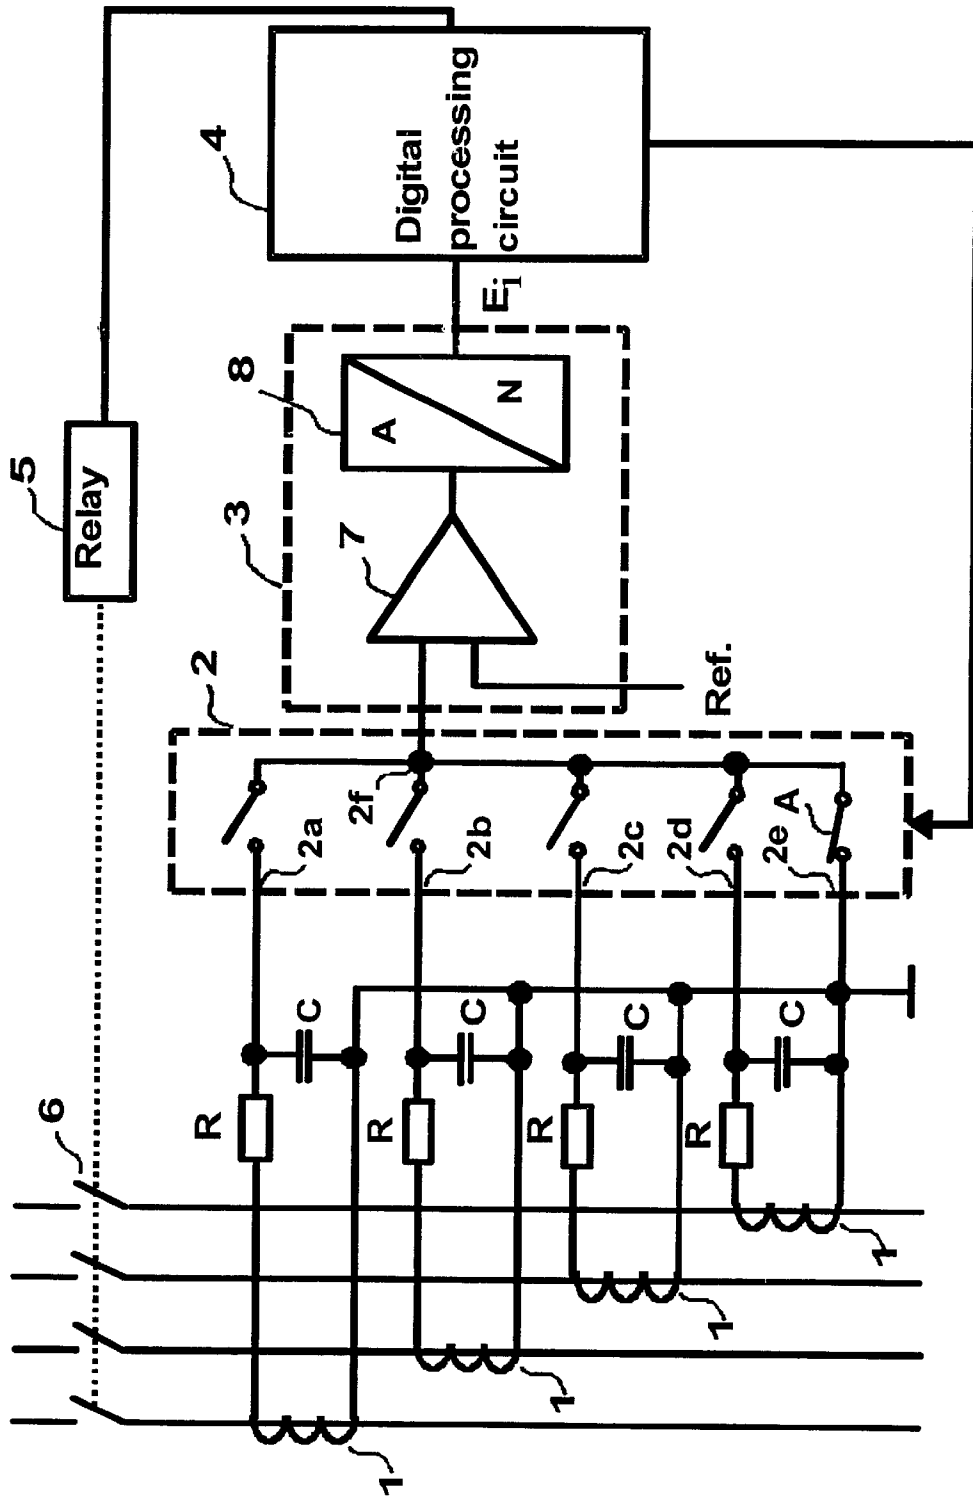 4
Digital
processing
circuit
5
Relay
E₁
8
A
N
3
7
Ref.
2
2f
2a
2b
2c
2d
2e
A
C
C
C
C
R
R
R
R
6
1
1
1
1